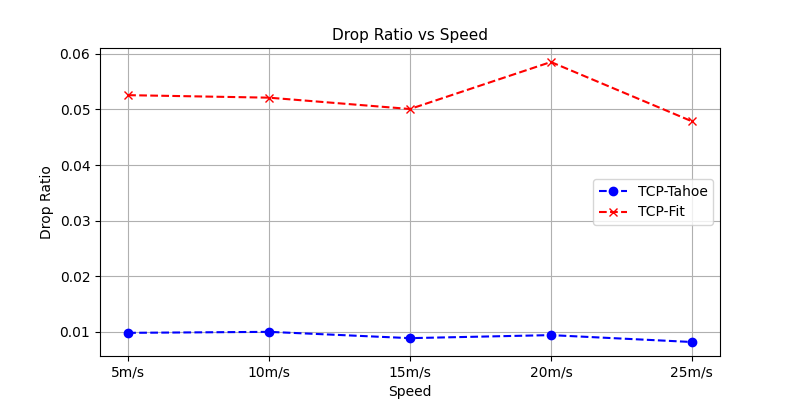 Drop Ratio vs Speed
0.06
0.05
0.04
0.03
0.02
0.01
Drop Ratio
TCP-Tahoe
TCP-Fit
5m/s 10m/s 15m/s 20m/s 25m/s
Speed